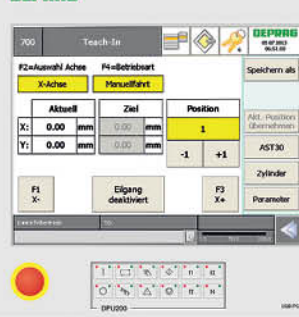 DEPRAG
700 Teach-In DEPRAG
F2=Auswahl Achse F4=Betriebsart Speichern als
X-Achse Manuellfahrt
Aktuell Ziel Position
X: 0.00 mm 0.00 mm 1
Akt. Position
übernehmen
Y: 0.00 mm 0.00 mm
-1 +1
AST30
Zylinder
F1 Eilgang F3
X- deaktiviert X+
Parameter
DPU200